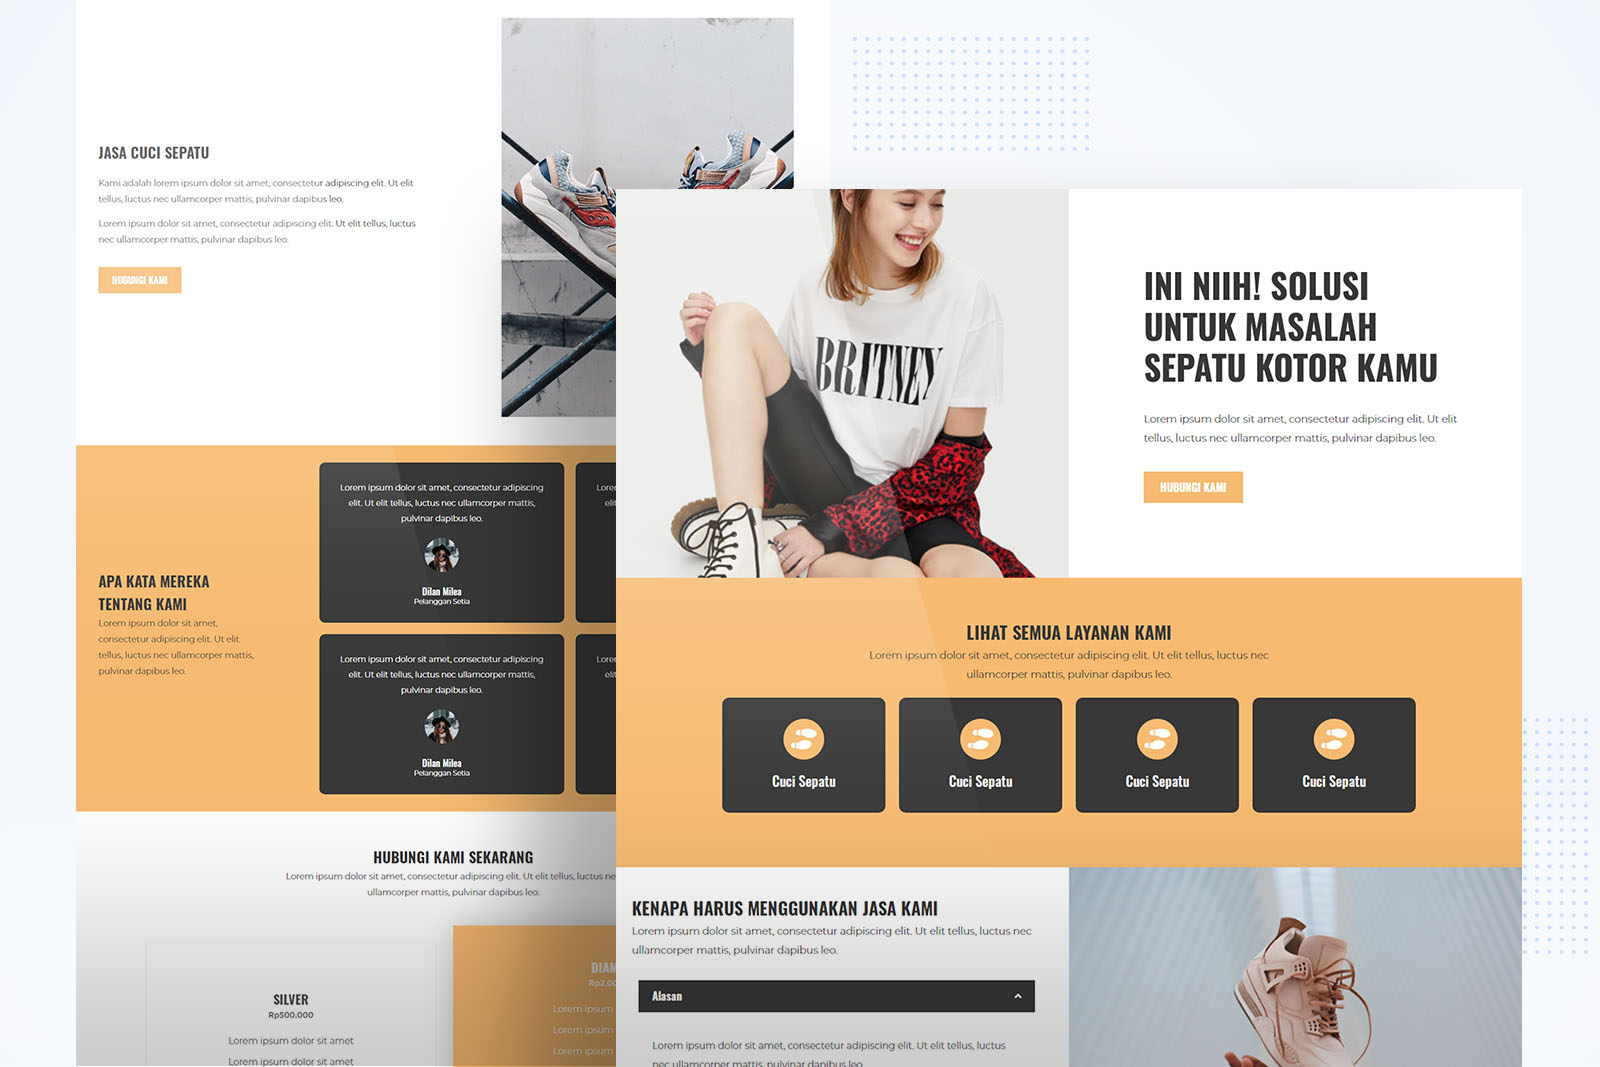 JASA CUCI SEPATU
Kami adalah lorem ipsum dolor sit amet, consectetur adipiscing elit. Ut elit
tellus, luctus nec ullamcorper mattis, pulvinar dapibus leo.
Lorem ipsum dolor sit amet, consectetur adipiscing elit. Ut elit tellus, luctus
nec ullamcorper mattis, pulvinar dapibus leo.
HUBUNGI KAMI
APA KATA MEREKA
TENTANG KAMI
Lorem ipsum dolor sit amet,
consectetur adipiscing elit. Ut elit
tellus, luctus nec ullamcorper mattis,
pulvinar dapibus leo.
Lorem ipsum dolor sit amet, consectetur adipiscing
elit. Ut elit tellus, luctus nec ullamcorper mattis,
pulvinar dapibus leo.
Dilan Milea
Pelanggan Setia
Lorem ipsum dolor sit amet, consectetur adipiscing
elit. Ut elit tellus, luctus nec ullamcorper mattis,
pulvinar dapibus leo.
Dilan Milea
Pelanggan Setia
HUBUNGI KAMI SEKARANG
Lorem ipsum dolor sit amet, consectetur adipiscing elit. Ut elit tellus, luctus ne
ullamcorper mattis, pulvinar dapibus leo.
SILVER
Rp500.000
Lorem ipsum dolor sit amet
Lorem ipsum dolor sit amet
DIAM
Rp2.00
Lorem ipsum
Lorem ipsum
Lorem ipsum
BRITNEY
INI NIIH! SOLUSI
UNTUK MASALAH
SEPATU KOTOR KAMU
Lorem ipsum dolor sit amet, consectetur adipiscing elit. Ut elit
tellus, luctus nec ullamcorper mattis, pulvinar dapibus leo.
HUBUNGI KAMI
LIHAT SEMUA LAYANAN KAMI
Lorem ipsum dolor sit amet, consectetur adipiscing elit. Ut elit tellus, luctus nec
ullamcorper mattis, pulvinar dapibus leo.
Cuci Sepatu
Cuci Sepatu
Cuci Sepatu
Cuci Sepatu
KENAPA HARUS MENGGUNAKAN JASA KAMI
Lorem ipsum dolor sit amet, consectetur adipiscing elit. Ut elit tellus, luctus nec
ullamcorper mattis, pulvinar dapibus leo.
Alasan
Lorem ipsum dolor sit amet, consectetur adipiscing elit. Ut elit tellus, luctus
nec ullamcorper mattis, pulvinar dapibus leo.